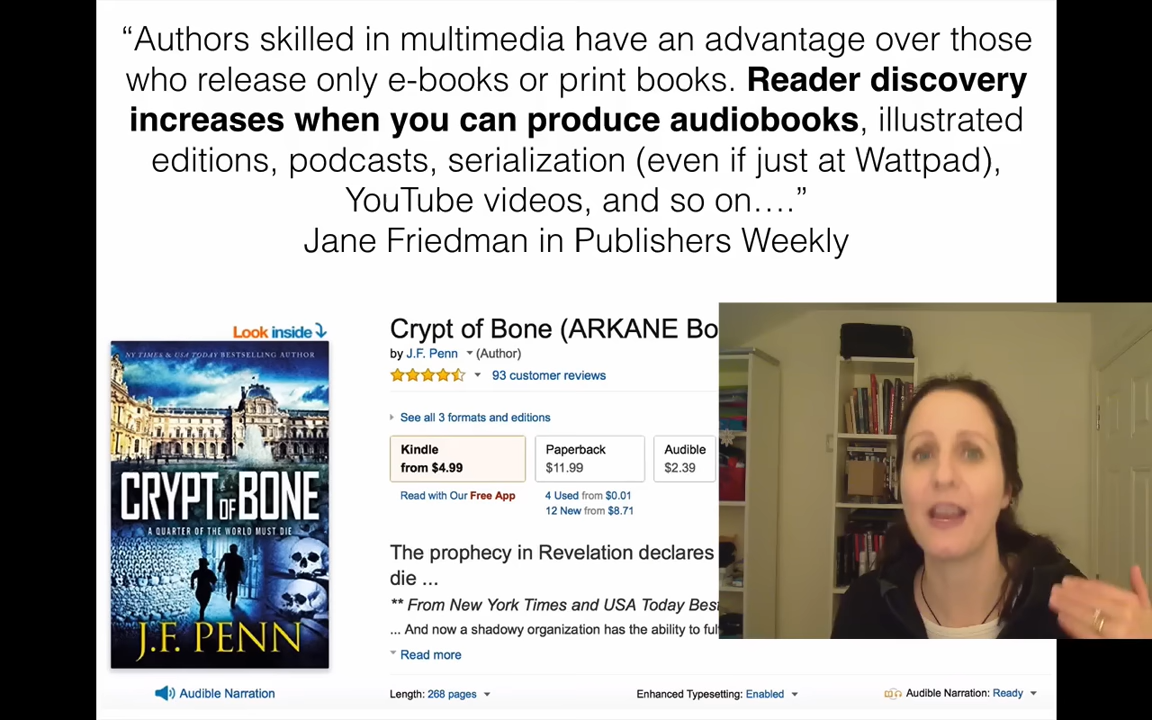 “Authors skilled in multimedia have an advantage over those
who release only e-books or print books. Reader discovery
increases when you can produce audiobooks, illustrated
editions, podcasts, serialization (even if just at Wattpad),
YouTube videos, and so on….”
Jane Friedman in Publishers Weekly
Look inside
NY TIMES & USA TODAY BESTSELLING AUTHOR
CRYPT OF BONE
A QUARTER OF THE WORLD MUST DIE
J.F. PENN
Audible Narration
Crypt of Bone (ARKANE Bo
by J.F. Penn (Author)
93 customer reviews
See all 3 formats and editions
Kindle
from $4.99
Paperback
$11.99
Audible
$2.39
Read with Our Free App
4 Used from $0.01
12 New from $8.71
The prophecy in Revelation declares
die ...
** From New York Times and USA Today Bes
... And now a shadowy organization has the ability to ful
Read more
Length: 268 pages
Enhanced Typesetting: Enabled
Audible Narration: Ready